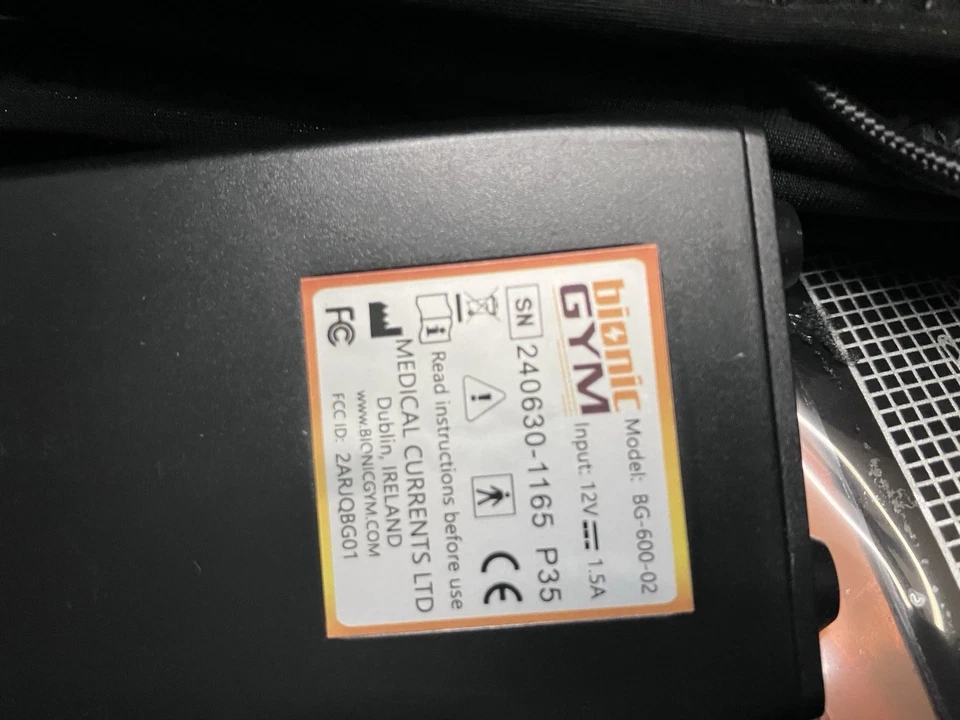 bionic
GYM
Model: BG-600-02
Input: 12V 1.5A
SN 240630-1165 P35
Read instructions before use
MEDICAL CURRENTS LTD
Dublin, IRELAND
www.BIONICGYM.COM
FCC ID: 2ARJQBG01